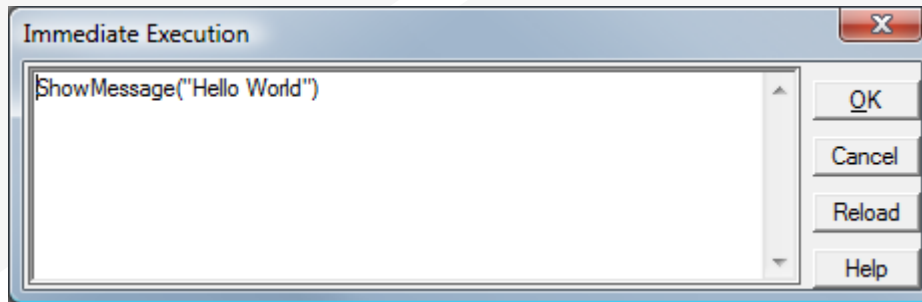 Immediate Execution
ShowMessage("Hello World")
OK
Cancel
Reload
Help